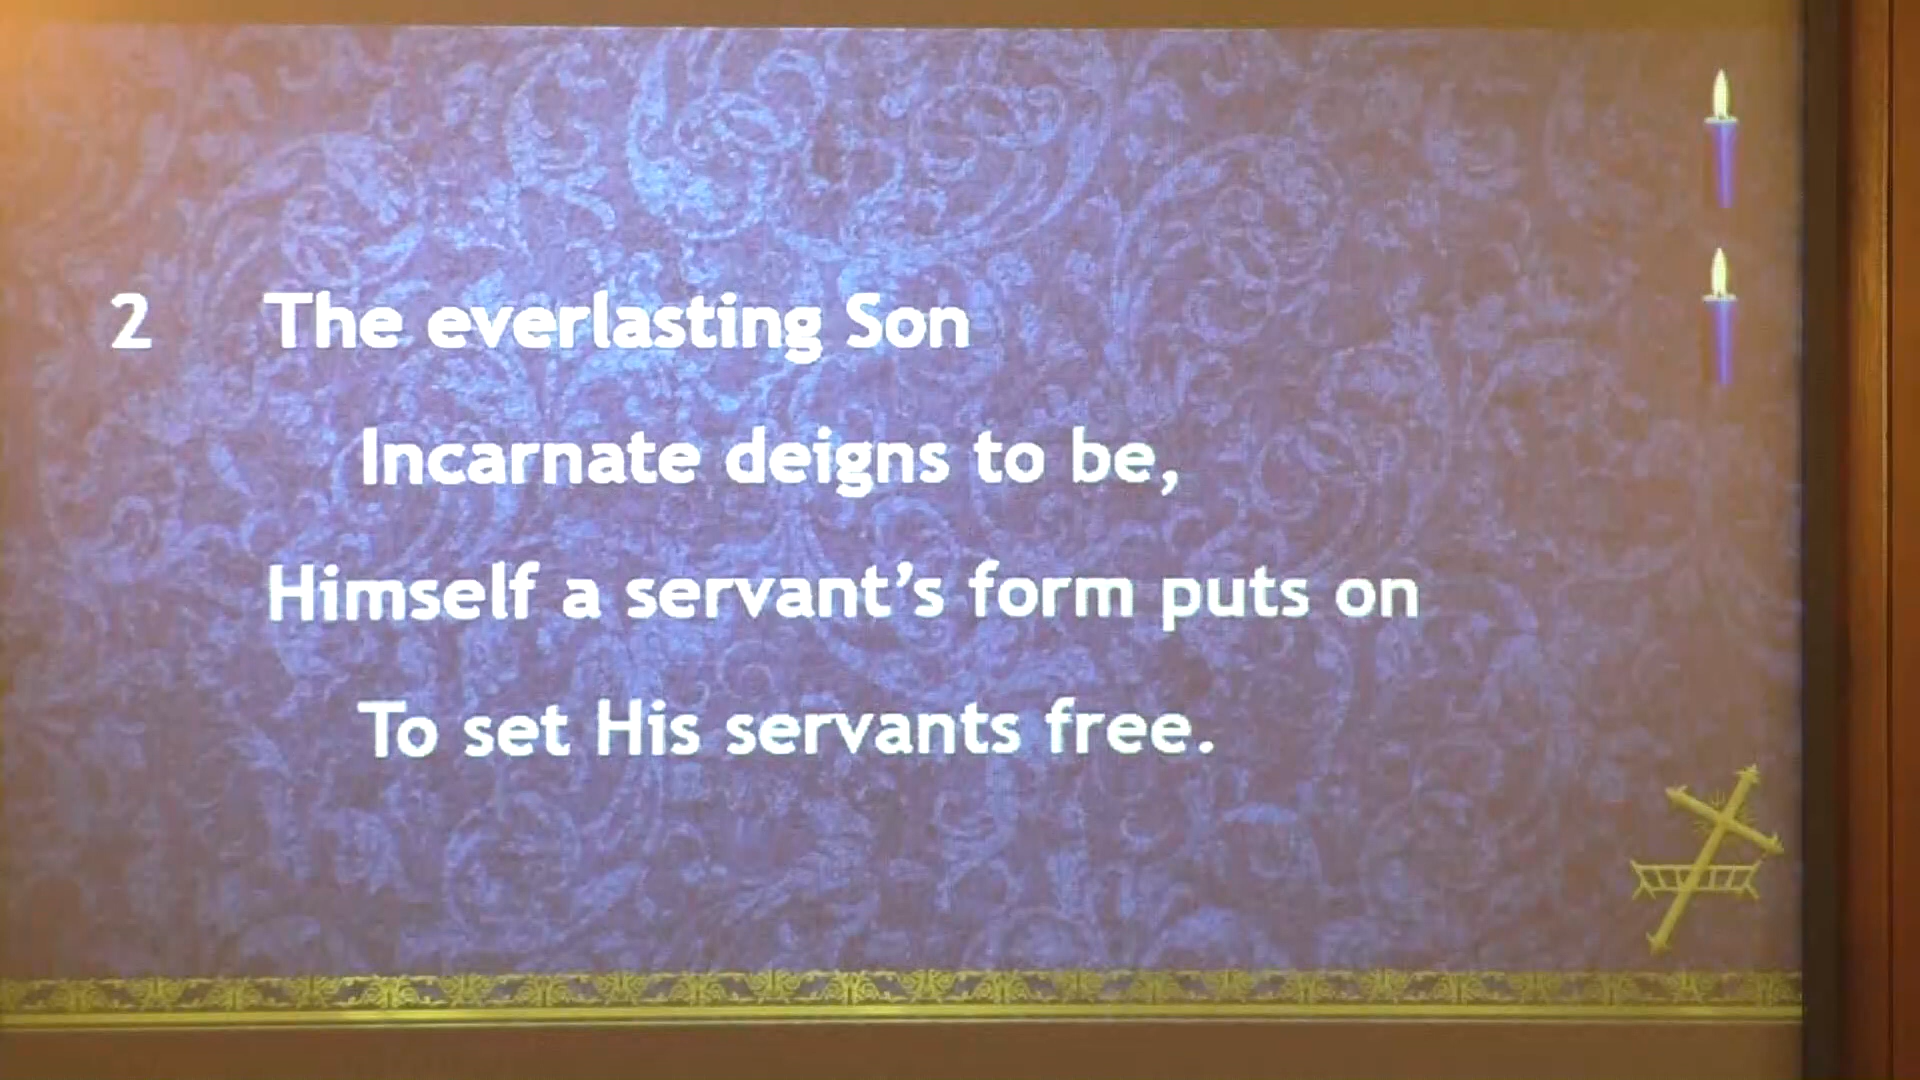 2 The everlasting Son
Incarnate deigns to be,
Himself a servant's form puts on
To set His servants free.